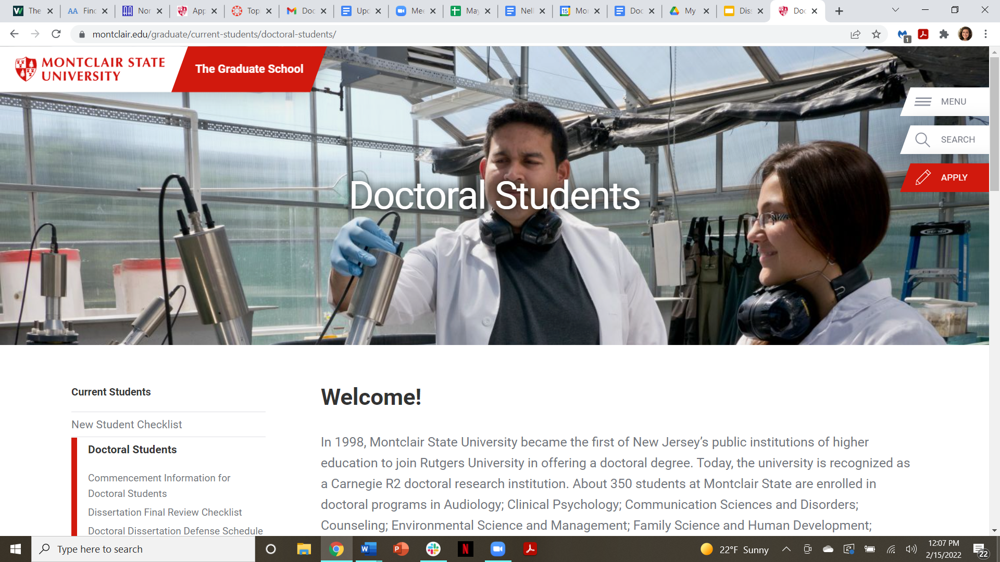 The
Finc
Nor
App
Top
Doc
Upc
Mee
May
Nell
Mor
Doc
My
Diss
Doc
montclair.edu/graduate/current-students/doctoral-students/
1
MONTCLAIR STATE
UNIVERSITY
The Graduate School
MENU
SEARCH
APPLY
Doctoral Students
Current Students
New Student Checklist
Doctoral Students
Commencement Information for
Doctoral Students
Dissertation Final Review Checklist
Doctoral Dissertation Defense Schedule
Welcome!
In 1998, Montclair State University became the first of New Jersey’s public institutions of higher
education to join Rutgers University in offering a doctoral degree. Today, the university is recognized as
a Carnegie R2 doctoral research institution. About 350 students at Montclair State are enrolled in
doctoral programs in Audiology; Clinical Psychology; Communication Sciences and Disorders;
Counseling; Environmental Science and Management; Family Science and Human Development;
Type here to search
22°F Sunny
12:07 PM
2/15/2022
22